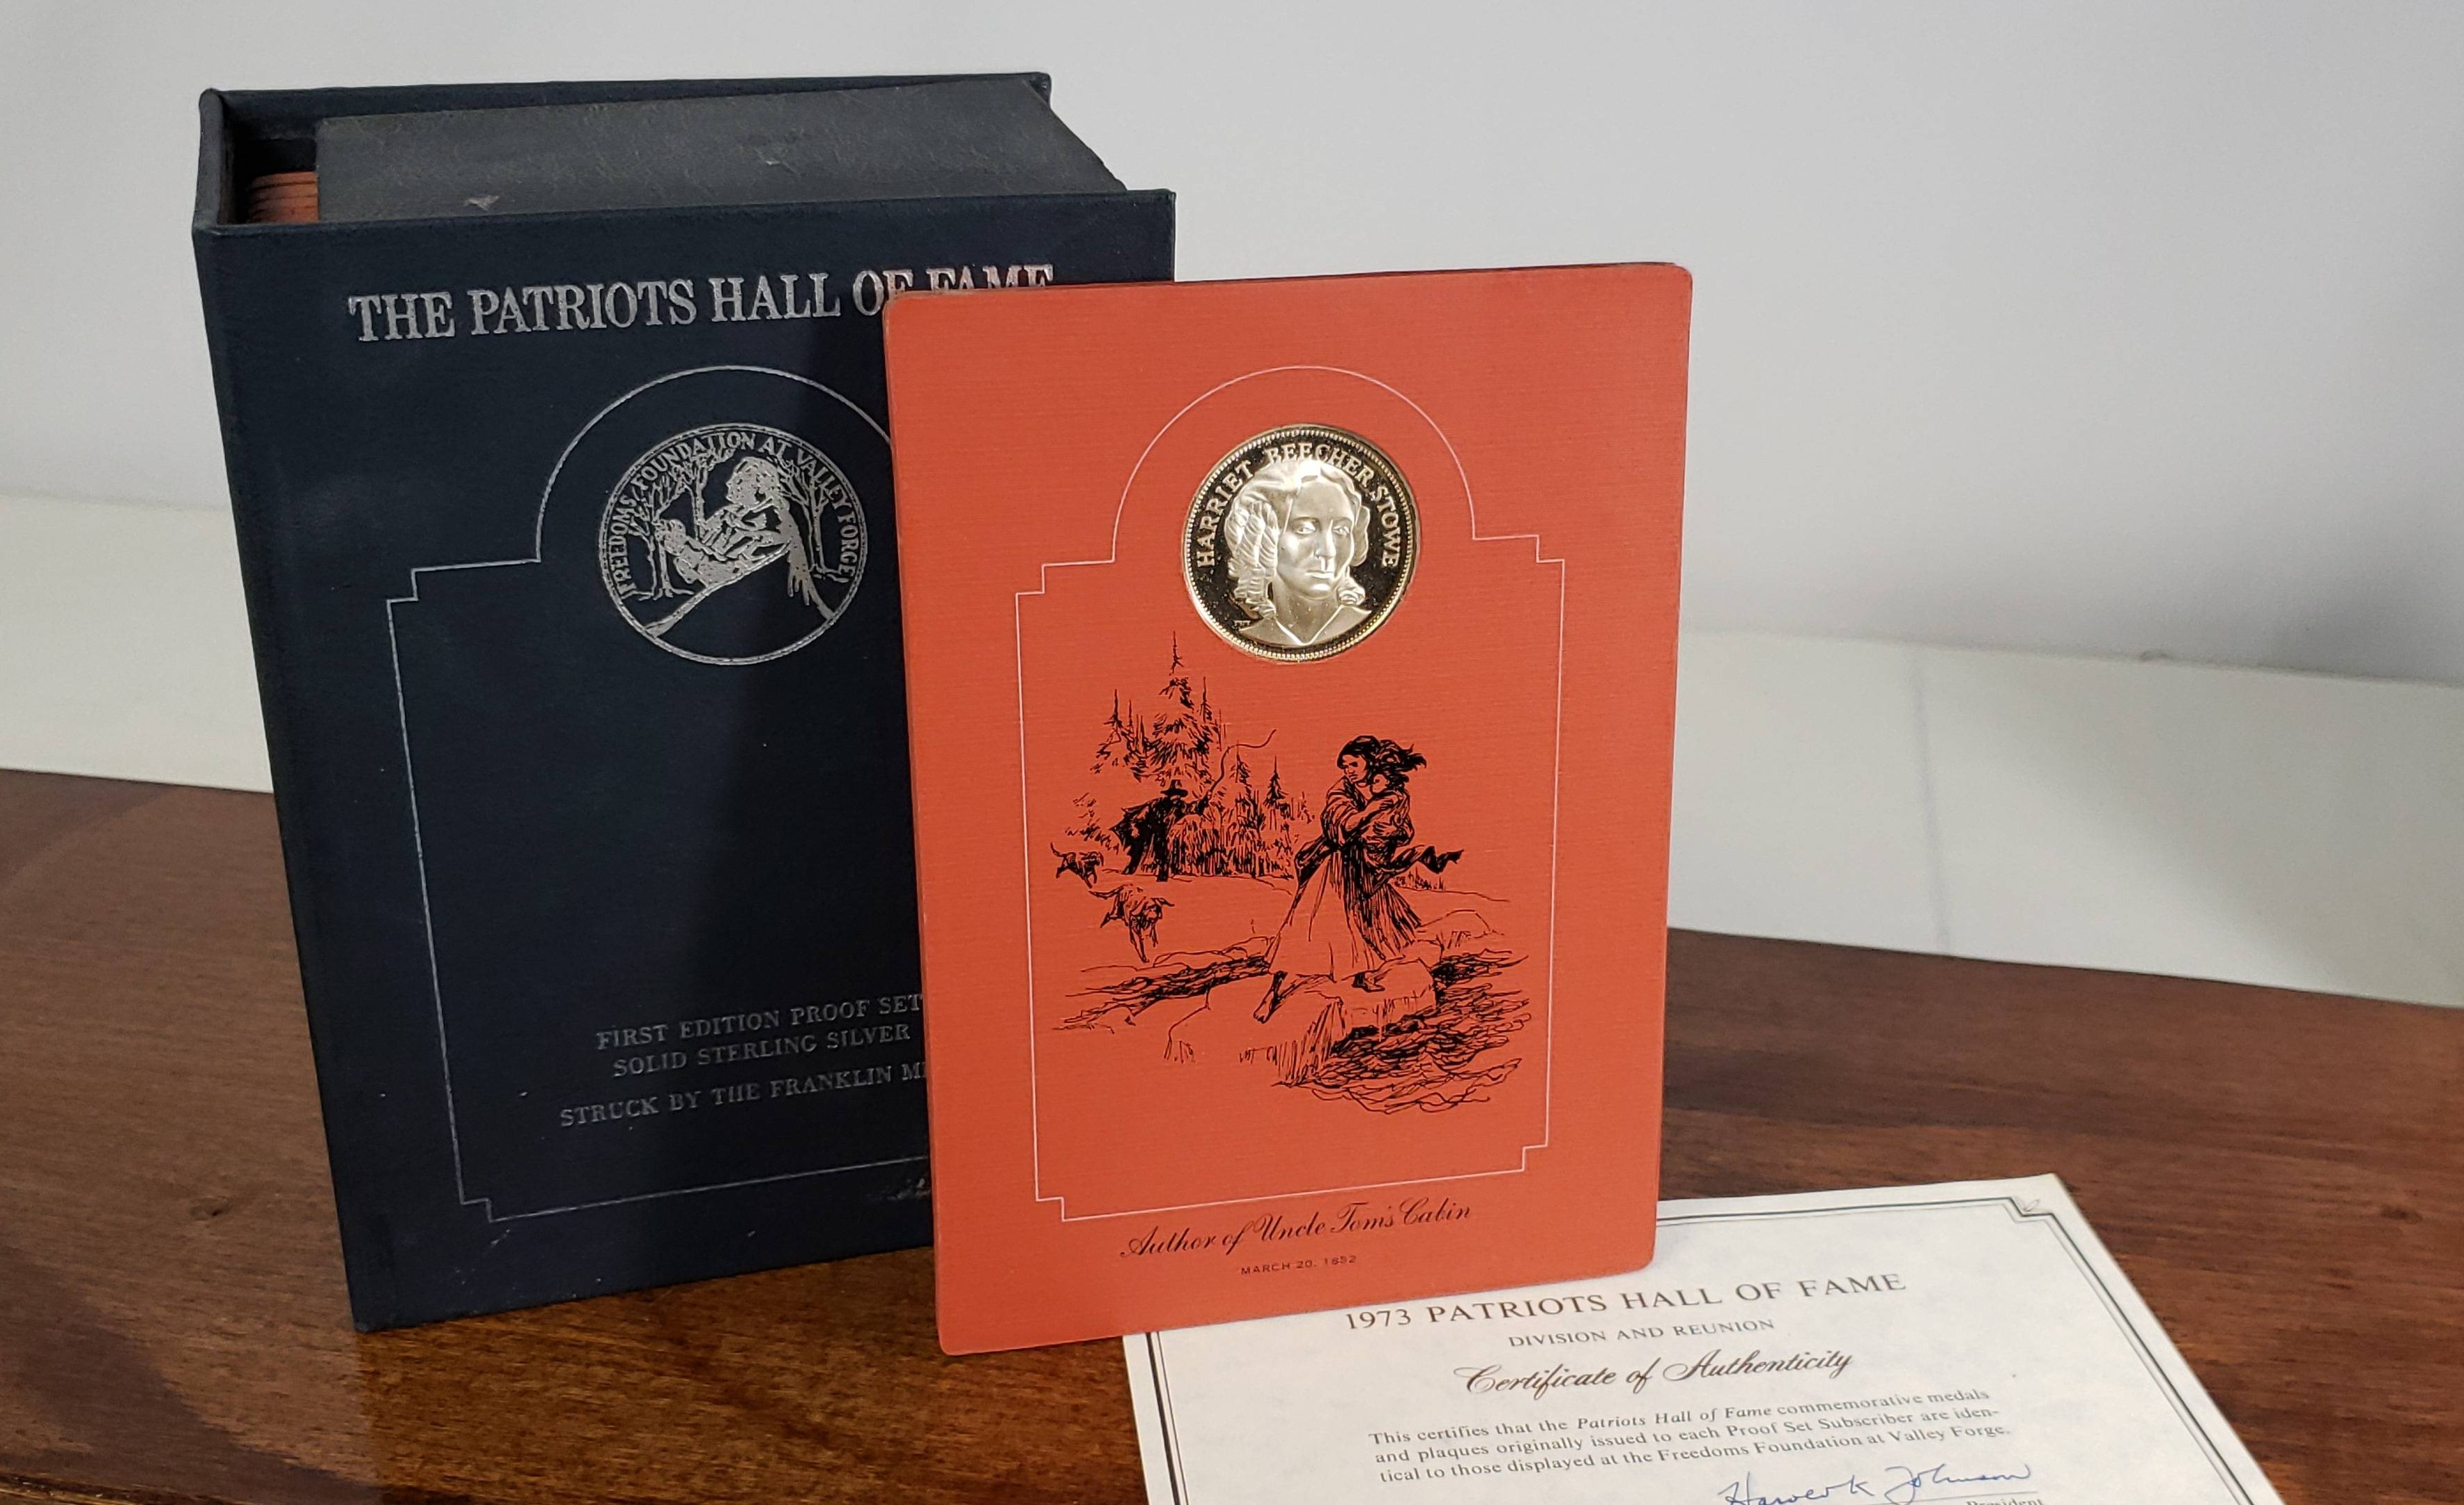 THE PATRIOTS HALL OF FAME
FREEDOMS FOUNDATION AT VALLEY FORGE
FIRST EDITION PROOF SET
SOLID STERLING SILVER
STRUCK BY THE FRANKLIN
HARRIET BEECHER STOWE
Author of Uncle Tom's Cabin
MARCH 20, 1852
1973 PATRIOTS HALL OF FAME
DIVISION AND REUNION
Certificate of Authenticity
This certifies that the Patriots Hall of Fame commemorative medals
and plaques originally issued to each Proof Set Subscriber are iden-
tical to those displayed at the Freedoms Foundation at Valley Forge.
Johnson
President